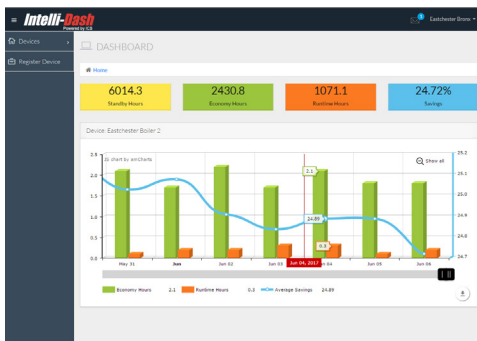 Intelli-Dash
Powered by ICS
1
Eastchester Bronx
Devices
Register Device
DASHBOARD
Home
6014.3
Standby Hours
2430.8
Economy Hours
1071.1
Runtime Hours
24.72%
Savings
Device: Eastchester Boiler 2
JS chart by amCharts
Show all
2.5
2.0
1.5
1.0
0.5
0.0
25.2
25.1
25.0
24.9
24.8
24.7
2.1
24.89
0.3
May 31
Jun
Jun 02
Jun 03
Jun 04, 2017
n 04
Jun 05
Jun 06
Economy Hours 2.1 Runtime Hours 0.3 Average Savings 24.89